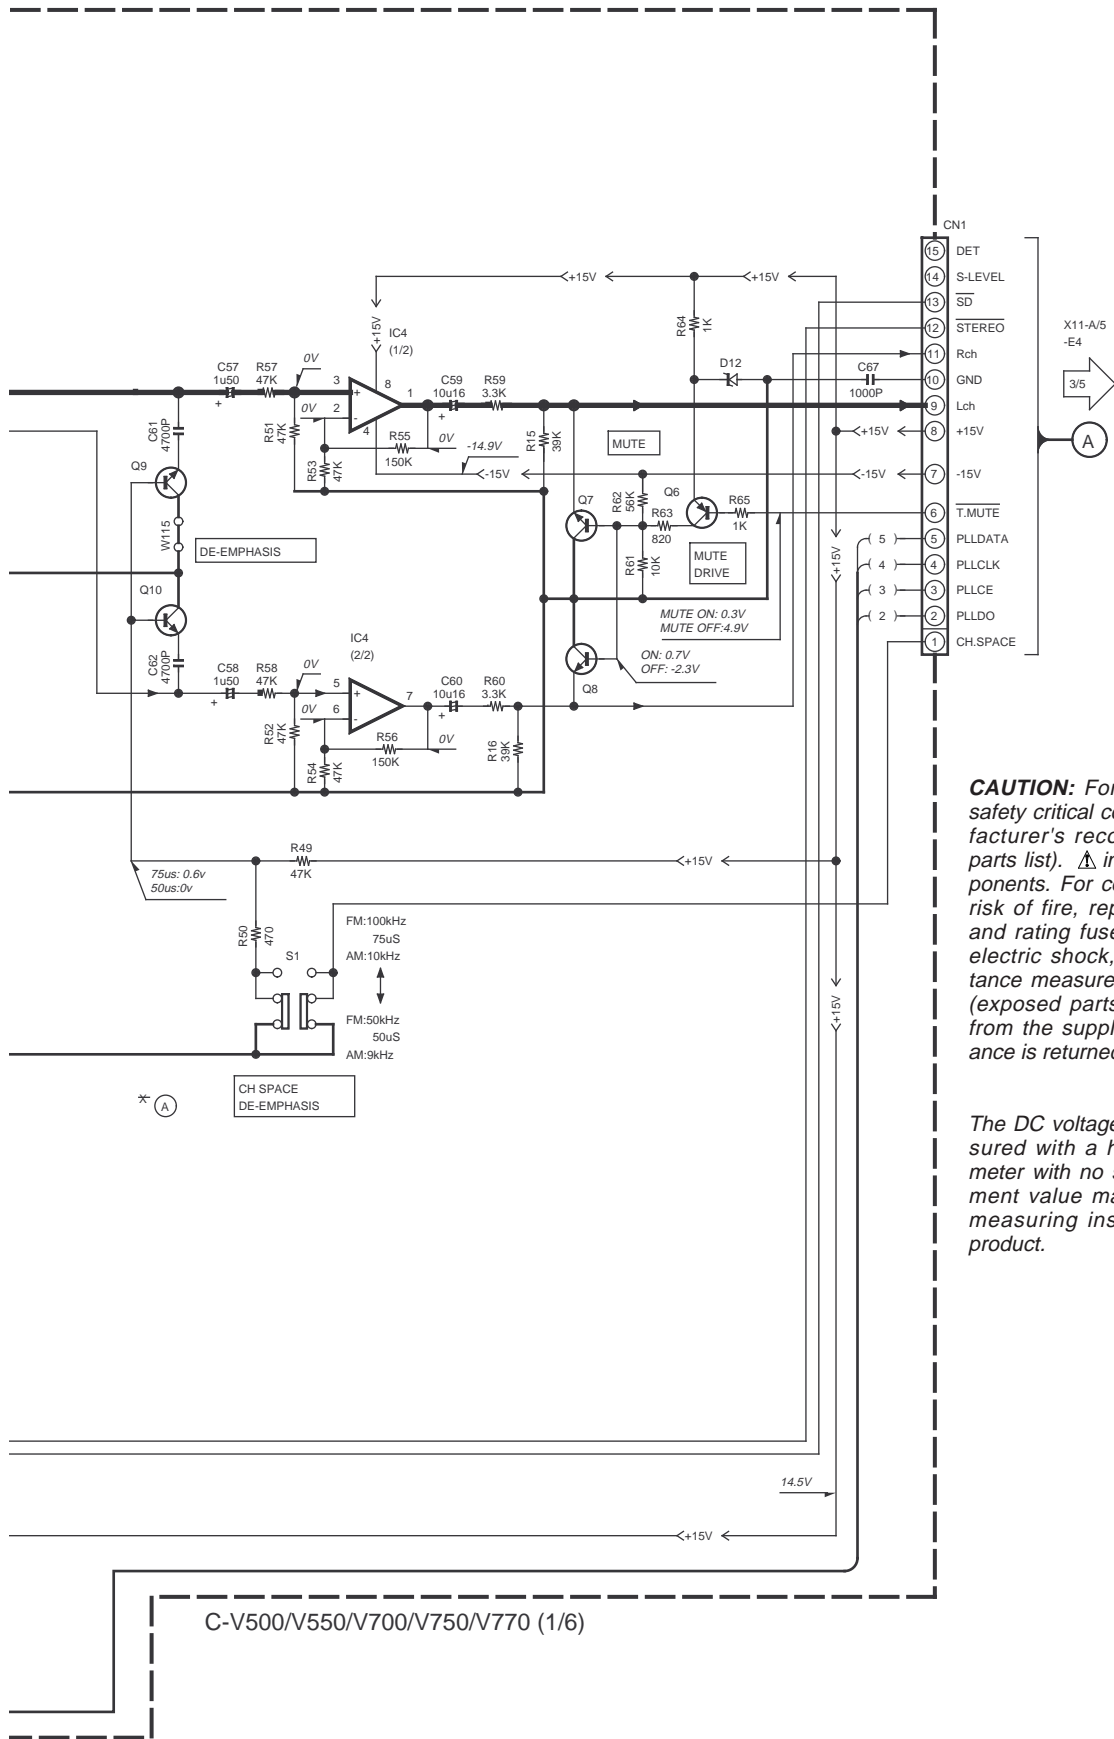 CN1
15 DET
14 S-LEVEL
13 SD
12 STEREO
11 Rch
10 GND
9 Lch
8 +15V
7 -15V
6 T.MUTE
5 PLLDATA
4 PLLCLK
3 PLLCE
2 PLLDO
1 CH.SPACE
X11-A/5
-E4
3/5
A
+15V
+15V
+15V
IC4
(1/2)
R64
1K
D12
C67
1000P
C57
1u50
+
R57
47K
0V
3
8
+
2
-
4
1
0V
C59
10u16
+
R59
3.3K
C61
4700P
R51
47K
R53
47K
R55
150K
0V
-14.9V
R15
39K
MUTE
+15V
-15V
-15V
Q9
W115
DE-EMPHASIS
Q10
Q7
R62
56K
Q6
R65
1K
R63
820
R61
10K
MUTE
DRIVE
+15V
5
4
3
2
MUTE ON: 0.3V
MUTE OFF:4.9V
ON: 0.7V
OFF: -2.3V
Q8
C62
4700P
C58
1u50
+
R58
47K
0V
IC4
(2/2)
5
+
6
-
7
0V
C60
10u16
+
R60
3.3K
R52
47K
R54
47K
R56
150K
0V
R16
39K
R49
47K
+15V
75us: 0.6v
50us:0v
R50
470
S1
FM:100kHz
75uS
AM:10kHz
FM:50kHz
50uS
AM:9kHz
+15V
CH SPACE
DE-EMPHASIS
A
CAUTION: For
safety critical c
facturer's reco
parts list). ⚠ i
ponents. For c
risk of fire, rep
and rating fuse
electric shock,
tance measure
(exposed parts
from the suppl
ance is returned
The DC voltage
sured with a h
meter with no
ment value ma
measuring ins
product.
14.5V
+15V
C-V500/V550/V700/V750/V770 (1/6)